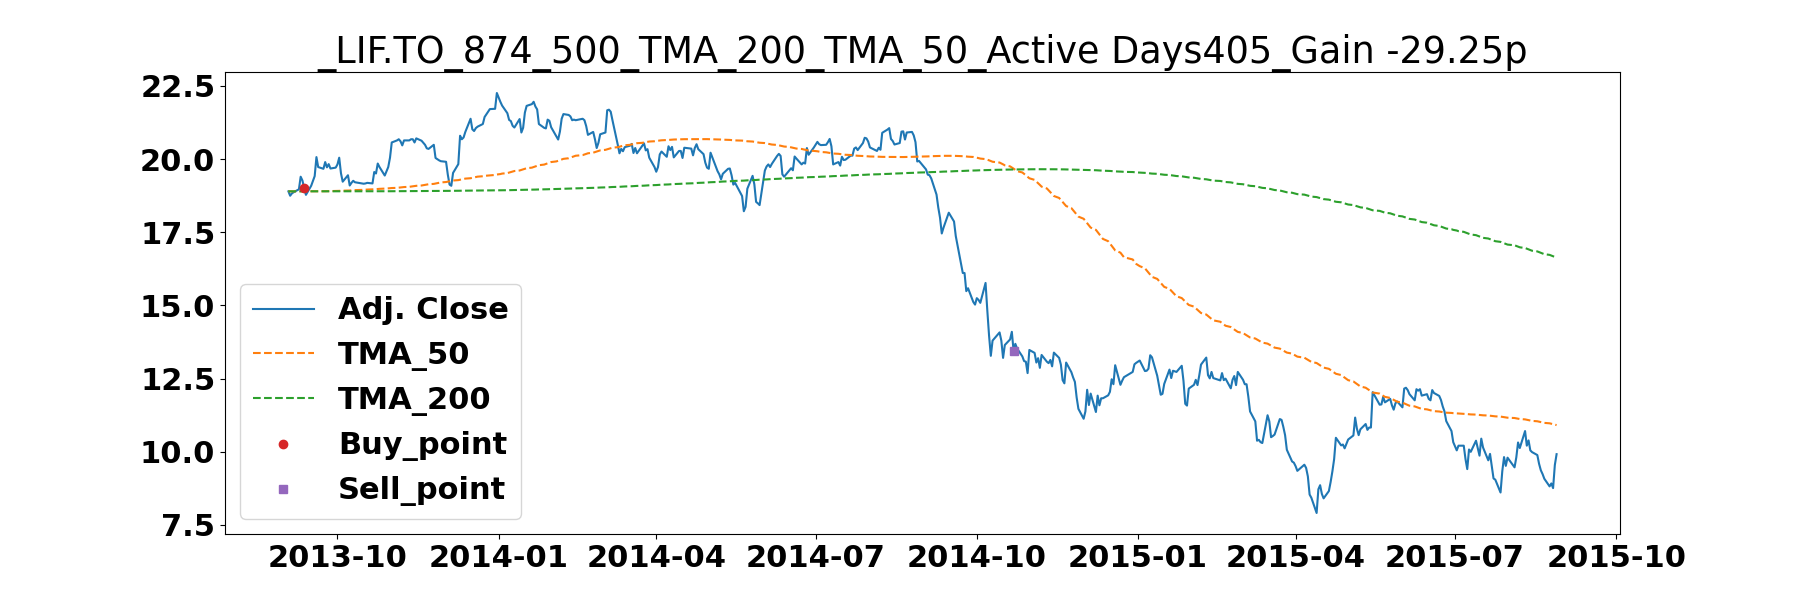 _LIF.TO_874_500_TMA_200_TMA_50_Active Days405_Gain -29.25p
22.5
20.0
17.5
15.0
12.5
10.0
7.5
Adj. Close
TMA_50
TMA_200
Buy_point
Sell_point
2013-10 2014-01 2014-04 2014-07 2014-10 2015-01 2015-04 2015-07 2015-10